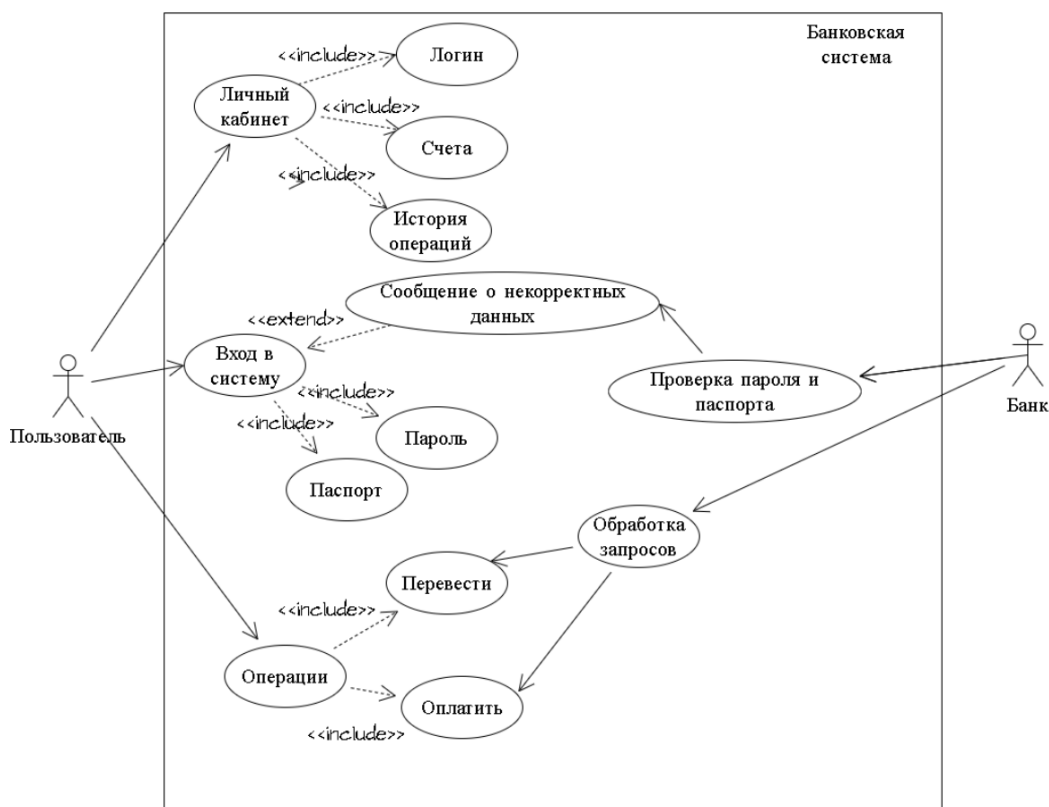 Банковская
система
<<include>>
Логин
Личный
кабинет
<<include>>
Счета
<<include>>
История
операций
Сообщение о некорректных
данных
<<extend>>
Вход в
систему
Проверка пароля и
паспорта
<<include>>
Банк
<<include>>
Пользователь
Пароль
Паспорт
Обработка
запросов
Перевести
<<include>>
Операции
Оплатить
<<include>>